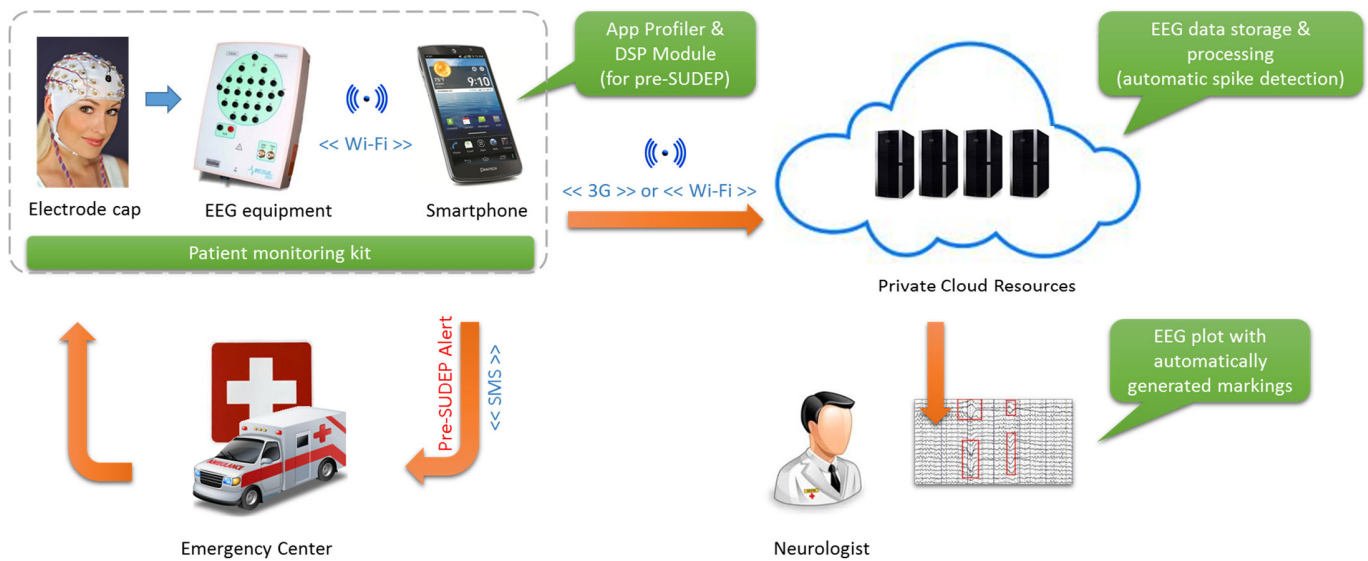 App Profiler &
DSP Module
(for pre-SUDEP)
EEG data storage &
processing
(automatic spike detection)
9:10
PANTECH
<< Wi-Fi >>
<< 3G >> or << Wi-Fi >>
Electrode cap
EEG equipment
Smartphone
Patient monitoring kit
Private Cloud Resources
Pre-SUDEP Alert
<< SMS >>
EEG plot with
automatically
generated markings
AMBULANCE
Emergency Center
Neurologist